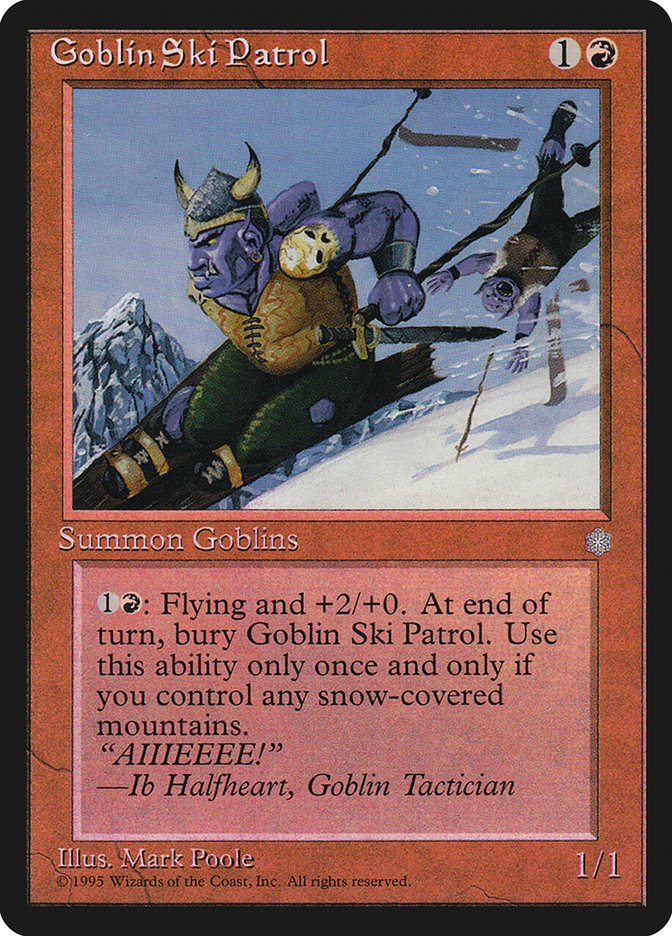 Goblin Ski Patrol 1
Summon Goblins
1 : Flying and +2/+0. At end of
turn, bury Goblin Ski Patrol. Use
this ability only once and only if
you control any snow-covered
mountains.
“AIIIEEEE!”
—Ib Halfheart, Goblin Tactician
Illus. Mark Poole
©1995 Wizards of the Coast, Inc. All rights reserved.
1/1